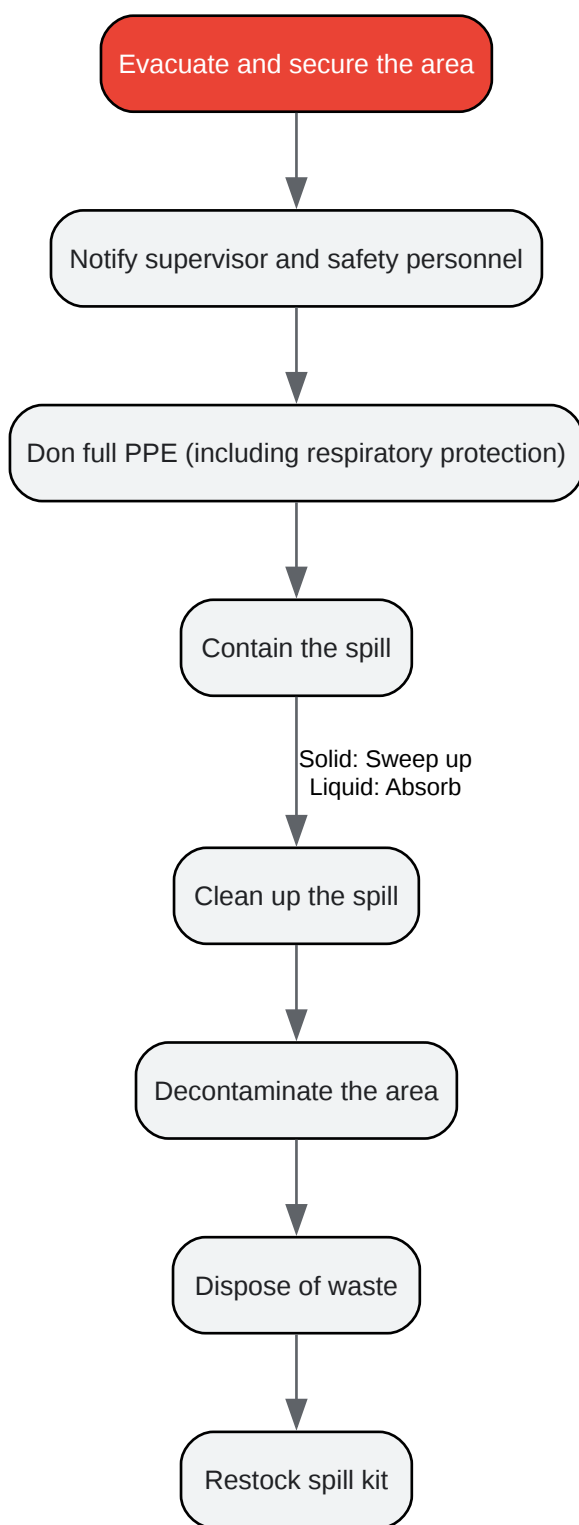 Evacuate and secure the area
Notify supervisor and safety personnel
Don full PPE (including respiratory protection)
Contain the spill
Solid: Sweep up
Liquid: Absorb
Clean up the spill
Decontaminate the area
Dispose of waste
Restock spill kit